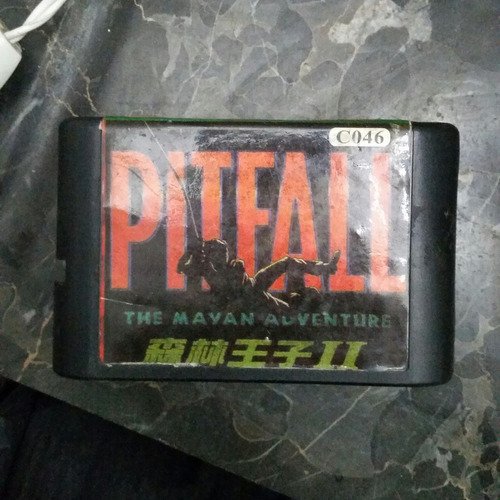 C046
PITFALL
THE MAYAN ADVENTURE
森林王子II